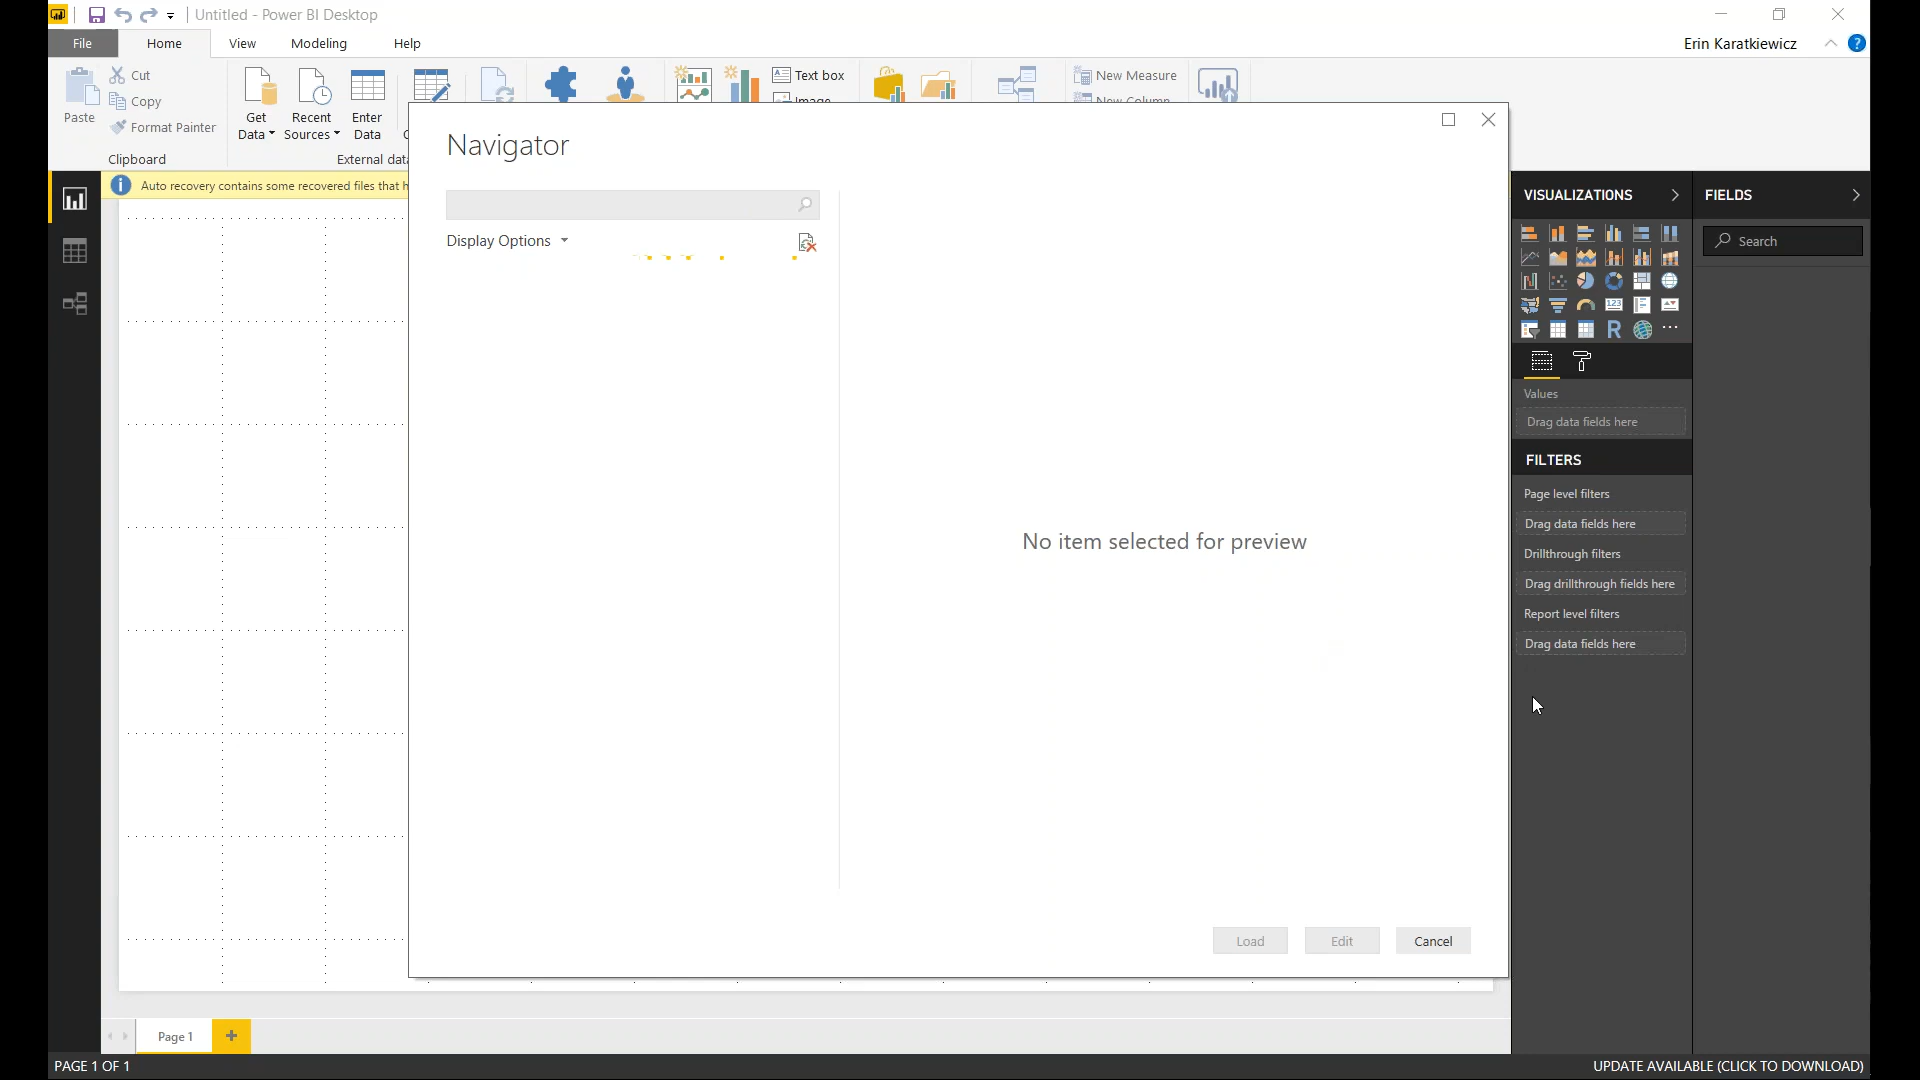 Untitled - Power BI Desktop
File
Home
View
Modeling
Help
Erin Karatkiewicz
Paste
Cut
Copy
Format Painter
Clipboard
Get
Data
Recent
Sources
Enter
Data
External data
Text box
Image
New Measure
New Column
Auto recovery contains some recovered files that h
Navigator
Display Options
No item selected for preview
Load
Edit
Cancel
VISUALIZATIONS
FIELDS
Search
123
R
Values
Drag data fields here
FILTERS
Page level filters
Drag data fields here
Drillthrough filters
Drag drillthrough fields here
Report level filters
Drag data fields here
Page 1
PAGE 1 OF 1
UPDATE AVAILABLE (CLICK TO DOWNLOAD)